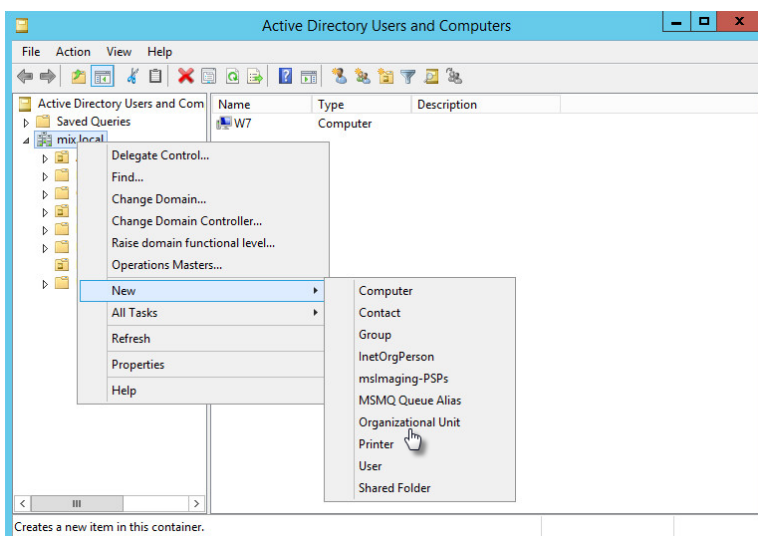 Active Directory Users and Computers
File Action View Help
Active Directory Users and Com
Name Type Description
Saved Queries
W7 Computer
mix.local
Delegate Control...
Find...
Change Domain...
Change Domain Controller...
Raise domain functional level...
Operations Masters...
New
All Tasks
Refresh
Properties
Help
Computer
Contact
Group
InetOrgPerson
msImaging-PSPs
MSMQ Queue Alias
Organizational Unit
Printer
User
Shared Folder
Creates a new item in this container.